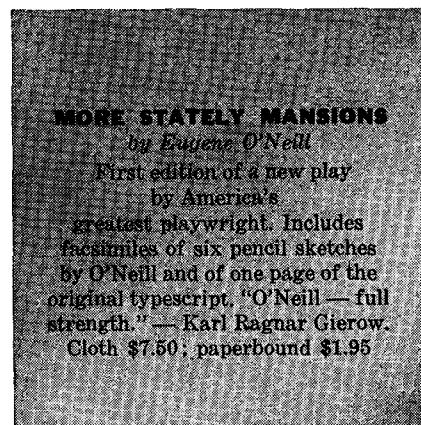 MORE STATELY MANSIONS
by Eugene O'Neill
First edition of a new play
by America's
greatest playwright. Includes
facsimiles of six pencil sketches
by O'Neill and of one page of the
original typescript. "O'Neill — full
strength." — Karl Ragnar Gierow.
Cloth $7.50; paperbound $1.95